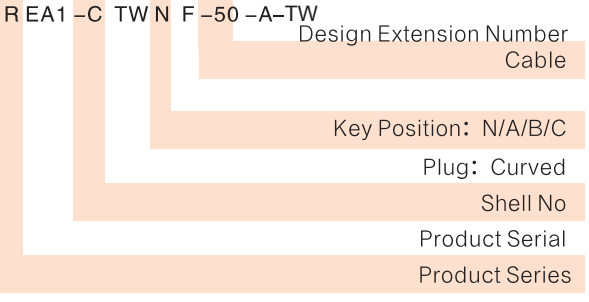 R EA1 –C TW N F –50 –A–TW
Design Extension Number
Cable
Key Position：N/A/B/C
Plug：Curved
Shell No
Product Serial
Product Series